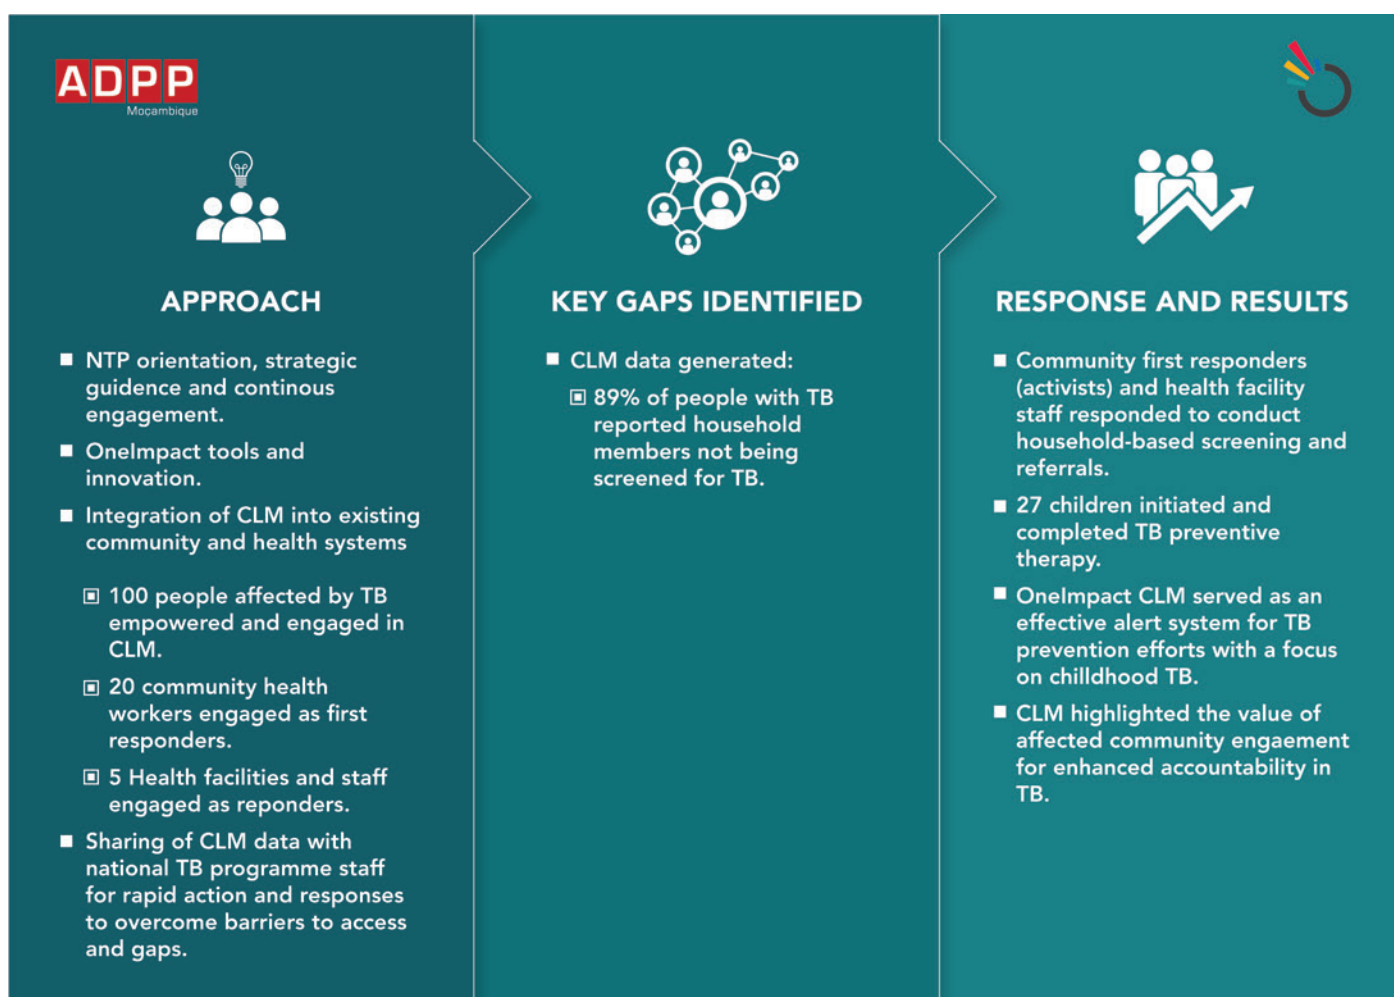 ADPP
Moçambique
APPROACH
NTP orientation, strategic
guidence and continous
engagement.
OneImpact tools and
innovation.
Integration of CLM into existing
community and health systems
100 people affected by TB
empowered and engaged in
CLM.
20 community health
workers engaged as first
responders.
5 Health facilities and staff
engaged as reponders.
Sharing of CLM data with
national TB programme staff
for rapid action and responses
to overcome barriers to access
and gaps.
KEY GAPS IDENTIFIED
CLM data generated:
89% of people with TB
reported household
members not being
screened for TB.
RESPONSE AND RESULTS
Community first responders
(activists) and health facility
staff responded to conduct
household-based screening and
referrals.
27 children initiated and
completed TB preventive
therapy.
OneImpact CLM served as an
effective alert system for TB
prevention efforts with a focus
on chilldhood TB.
CLM highlighted the value of
affected community engaement
for enhanced accountability in
TB.